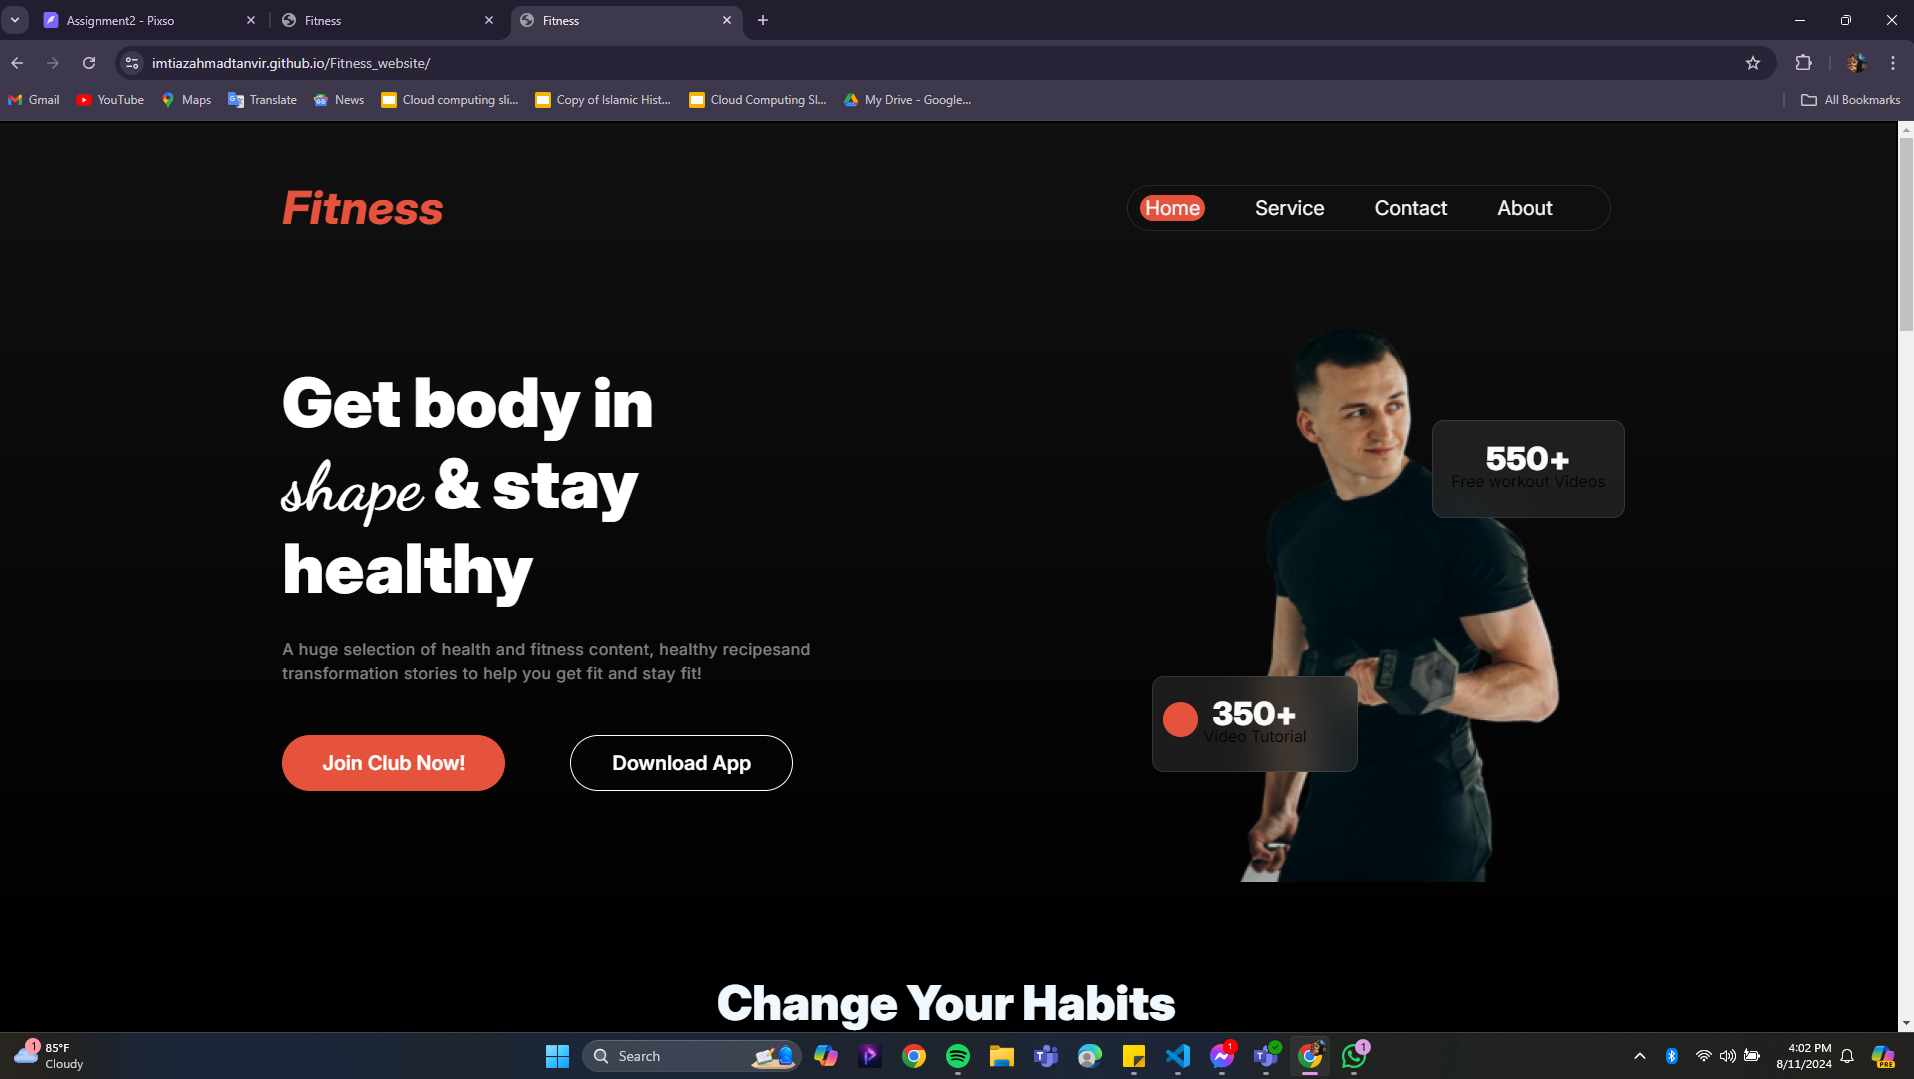 Assignment2 - Pixso
Fitness
Fitness
imtiazahmadtanvir.github.io/Fitness_website/
Gmail
YouTube
Maps
Translate
News
Cloud computing sli...
Copy of Islamic Hist...
Cloud Computing Sl...
My Drive - Google...
All Bookmarks
Fitness
Home
Service
Contact
About
Get body in
shape & stay
healthy
550+
Free workout Videos
A huge selection of health and fitness content, healthy recipesand
transformation stories to help you get fit and stay fit!
350+
Video Tutorial
Join Club Now!
Download App
Change Your Habits
1
85°F
Cloudy
Search
1
1
4:02 PM
8/11/2024
PRE